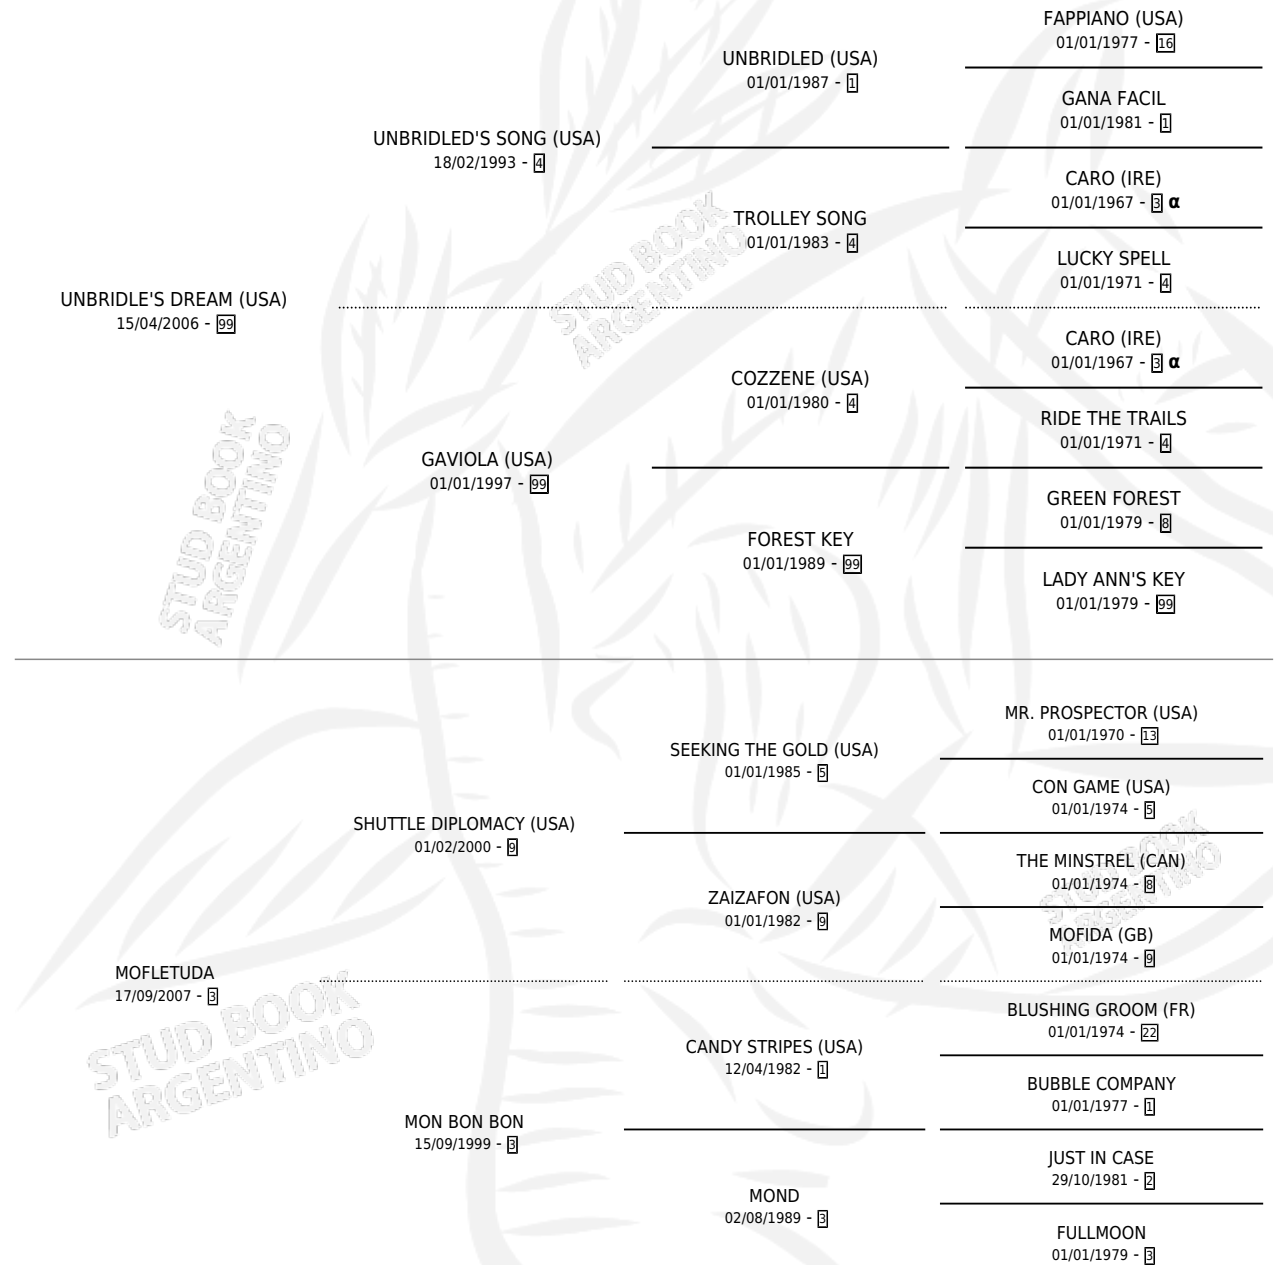 FAPPIANO (USA)
01/01/1977 - 16
UNBRIDLED (USA)
01/01/1987 - 1
GANA FACIL
01/01/1981 - 1
UNBRIDLED'S SONG (USA)
18/02/1993 - 4
CARO (IRE)
01/01/1967 - 3 α
TROLLEY SONG
01/01/1983 - 4
LUCKY SPELL
01/01/1971 - 4
UNBRIDLE'S DREAM (USA)
15/04/2006 - 99
STUD BOOK
ARGENTINO
CARO (IRE)
01/01/1967 - 3 α
COZZENE (USA)
01/01/1980 - 4
RIDE THE TRAILS
01/01/1971 - 4
GAVIOLA (USA)
01/01/1997 - 99
GREEN FOREST
01/01/1979 - 8
FOREST KEY
01/01/1989 - 99
LADY ANN'S KEY
01/01/1979 - 99
STUD BOOK
ARGENTINO
MR. PROSPECTOR (USA)
01/01/1970 - 13
SEEKING THE GOLD (USA)
01/01/1985 - 5
CON GAME (USA)
01/01/1974 - 5
SHUTTLE DIPLOMACY (USA)
01/02/2000 - 9
THE MINSTREL (CAN)
01/01/1974 - 8
STUD BOOK
ARGENTINO
ZAIZAFON (USA)
01/01/1982 - 9
MOFIDA (GB)
01/01/1974 - 9
MOFLETUDA
17/09/2007 - 3
STUD BOOK
ARGENTINO
BLUSHING GROOM (FR)
01/01/1974 - 22
CANDY STRIPES (USA)
12/04/1982 - 1
BUBBLE COMPANY
01/01/1977 - 1
MON BON BON
15/09/1999 - 3
JUST IN CASE
29/10/1981 - 2
MOND
02/08/1989 - 3
FULLMOON
01/01/1979 - 3